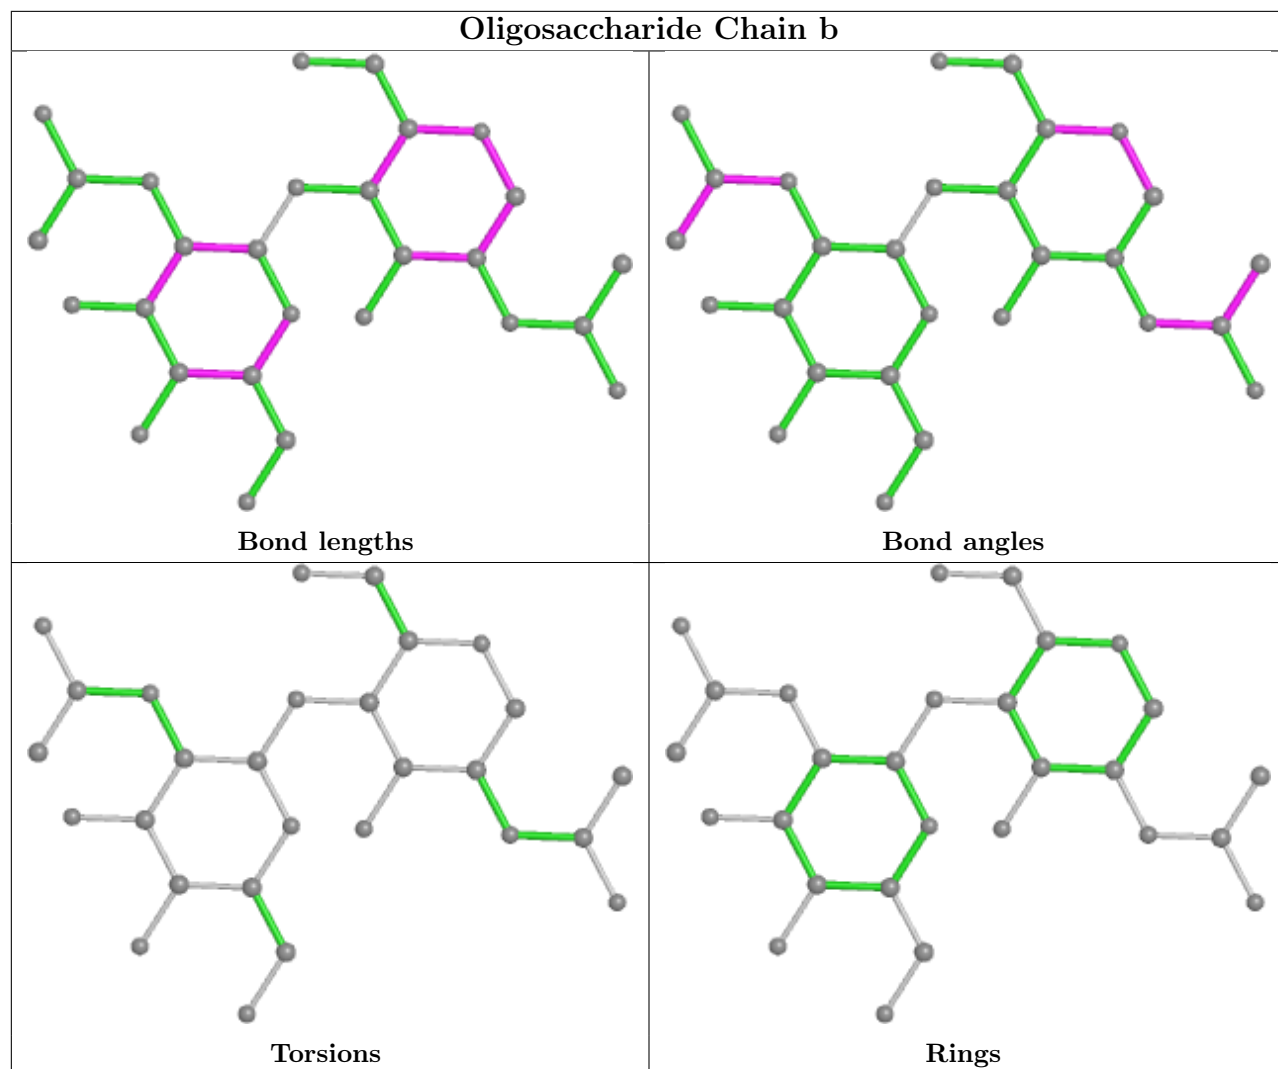 Oligosaccharide Chain b
Bond lengths
Bond angles
Torsions
Rings